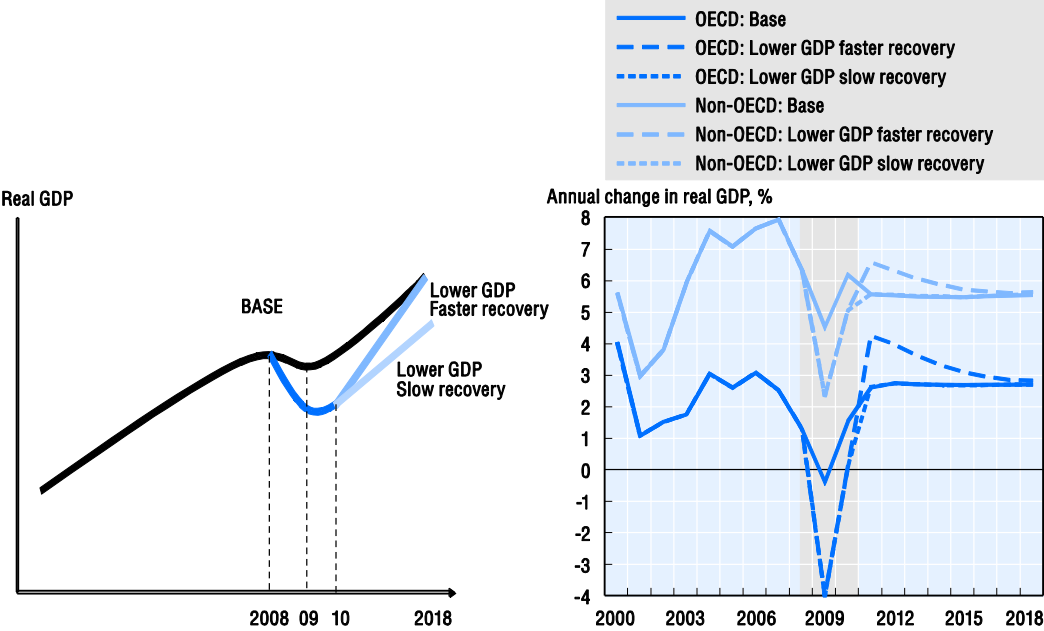 OECD: Base
OECD: Lower GDP faster recovery
OECD: Lower GDP slow recovery
Non-OECD: Base
Non-OECD: Lower GDP faster recovery
Non-OECD: Lower GDP slow recovery
Real GDP
BASE
Lower GDP
Faster recovery
Lower GDP
Slow recovery
2008 09 10 2018
Annual change in real GDP, %
8
7
6
5
4
3
2
1
0
-1
-2
-3
-4
2000 2003 2006 2009 2012 2015 2018